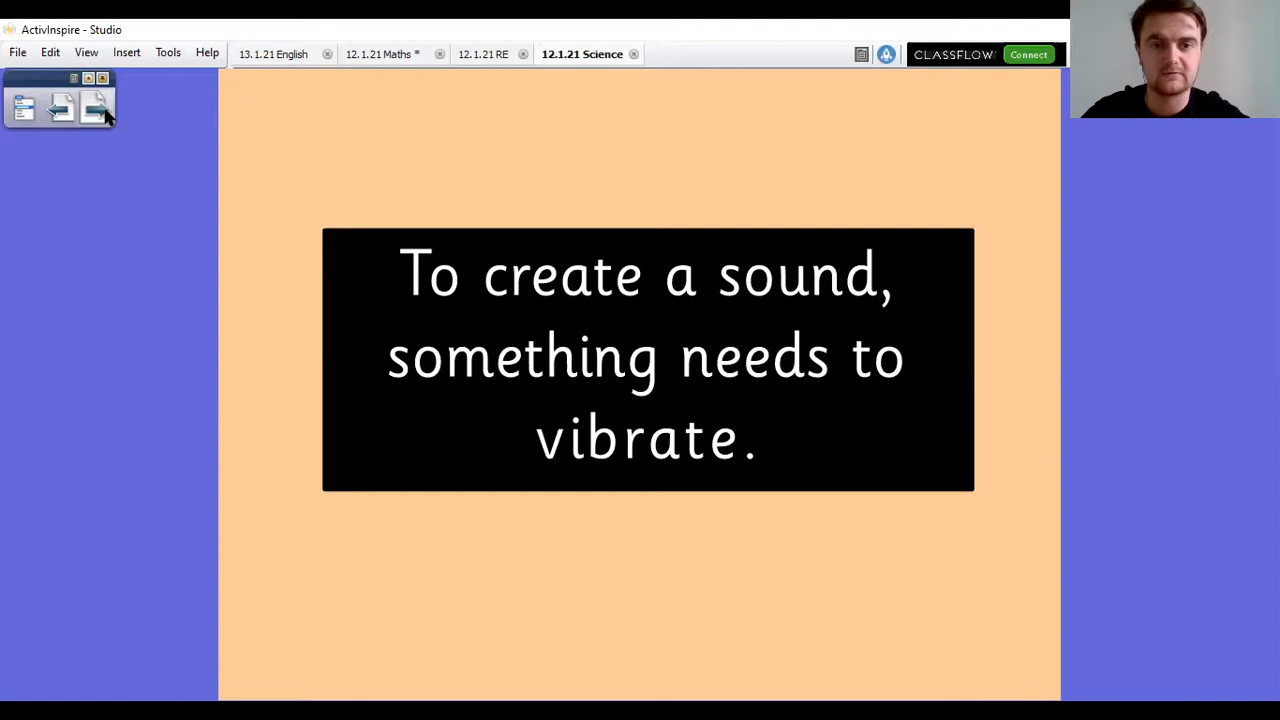 ActivInspire - Studio
File Edit View Insert Tools Help
13.1.21 English 12.1.21 Maths * 12.1.21 RE 12.1.21 Science
CLASSFLOW Connect
To create a sound,
something needs to
vibrate.